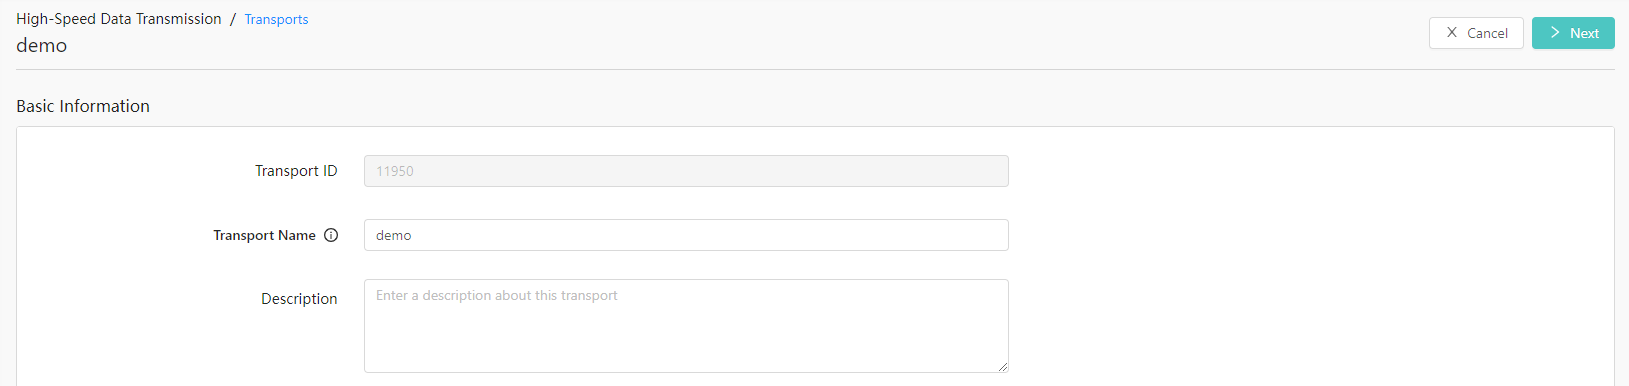 High-Speed Data Transmission / Transports
demo
Cancel
Next
Basic Information
Transport ID
11950
Transport Name
demo
Description
Enter a description about this transport